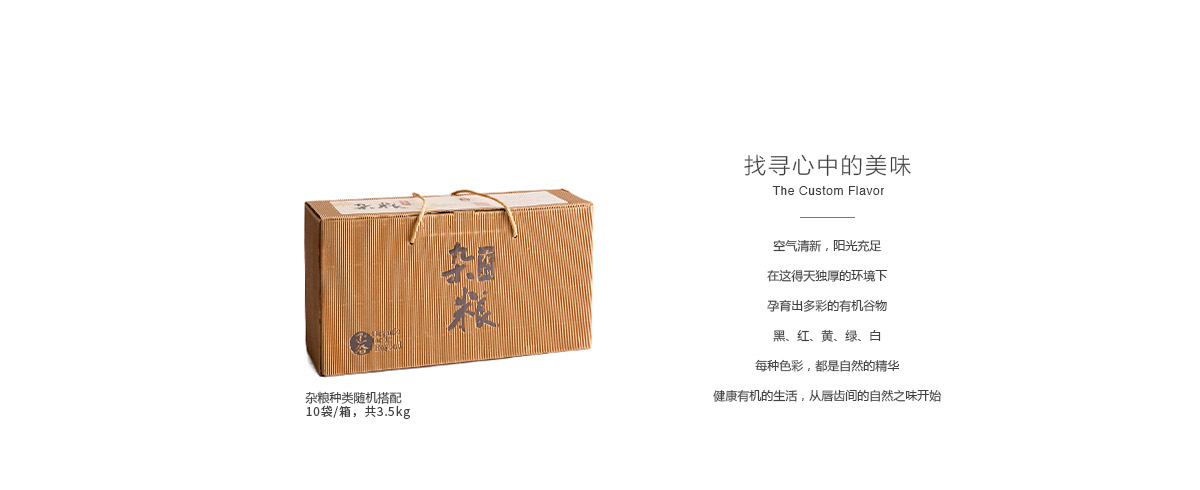 杂
粮
杂粮种类随机搭配
10袋/箱，共3.5kg
找寻心中的美味
The Custom Flavor
空气清新，阳光充足
在这得天独厚的环境下
孕育出多彩的有机谷物
黑、红、黄、绿、白
每种色彩，都是自然的精华
健康有机的生活，从唇齿间的自然之味开始